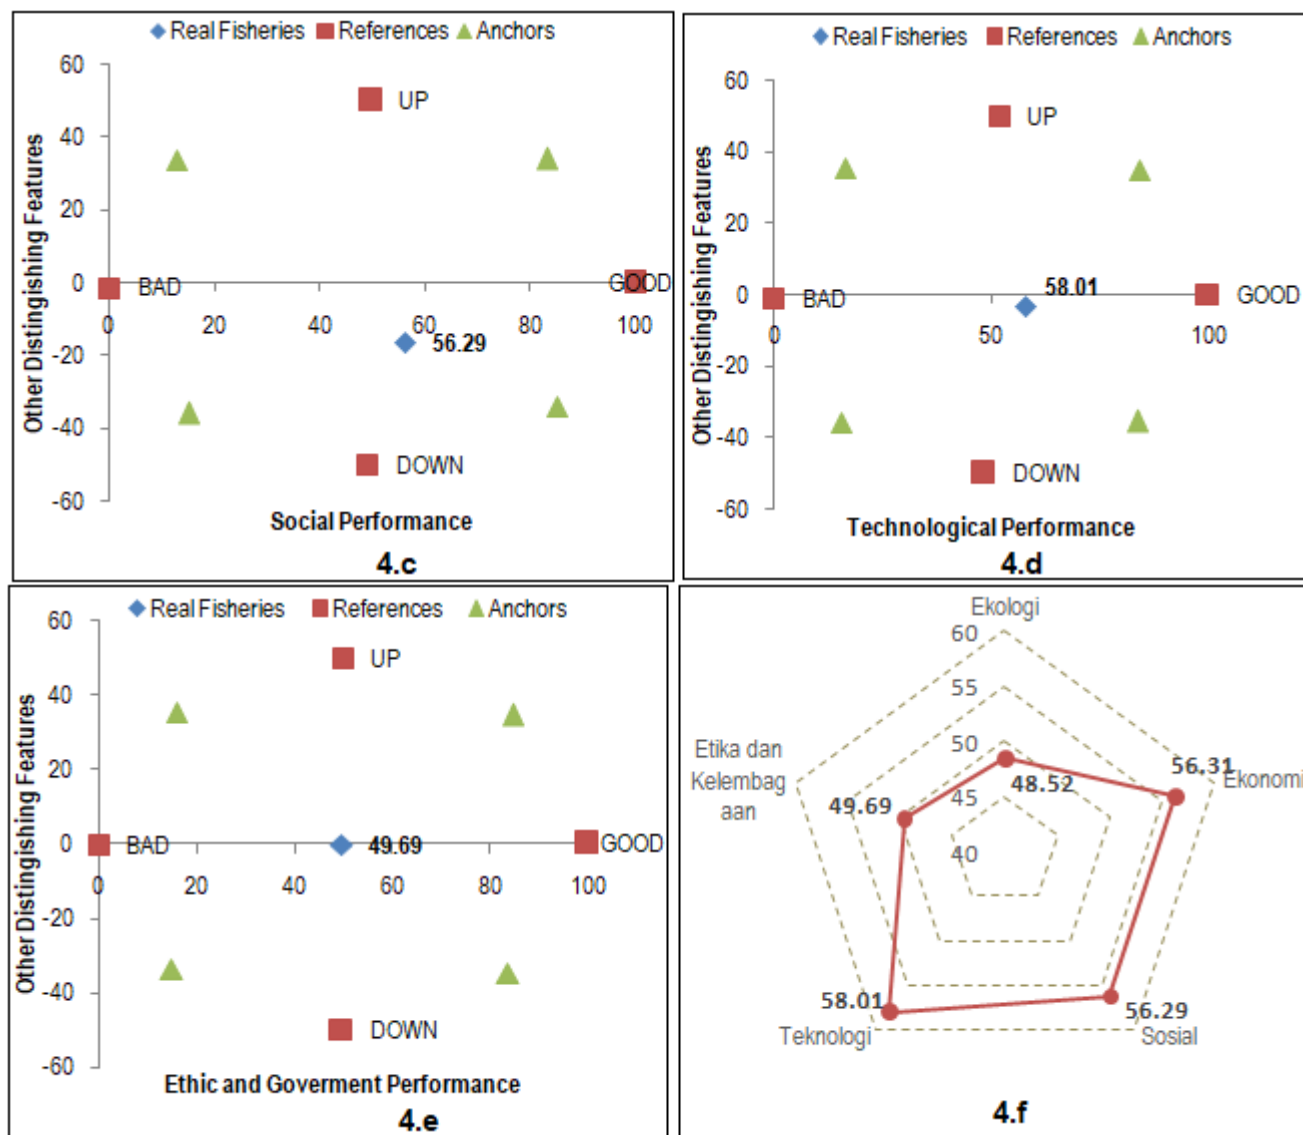 Real Fisheries References Anchors
60
40
20
0
-20
-40
-60
Other Distingishing Features
UP
BAD
GOOD
0 20 40 60 80 100
56.29
DOWN
Social Performance
4.c
Real Fisheries References Anchors
60
40
20
0
-20
-40
-60
Other Distingishing Features
UP
58.01
BAD
GOOD
0 50 100
DOWN
Technological Performance
4.d
Real Fisheries References Anchors
60
40
20
0
-20
-40
-60
Other Distingishing Features
UP
BAD
49.69
GOOD
0 20 40 60 80 100
DOWN
Ethic and Goverment Performance
4.e
Ekologi
60
55
50
45
40
48.52
56.31
Ekonomi
Etika dan
Kelembag
aan
49.69
58.01
Teknologi
56.29
Sosial
4.f